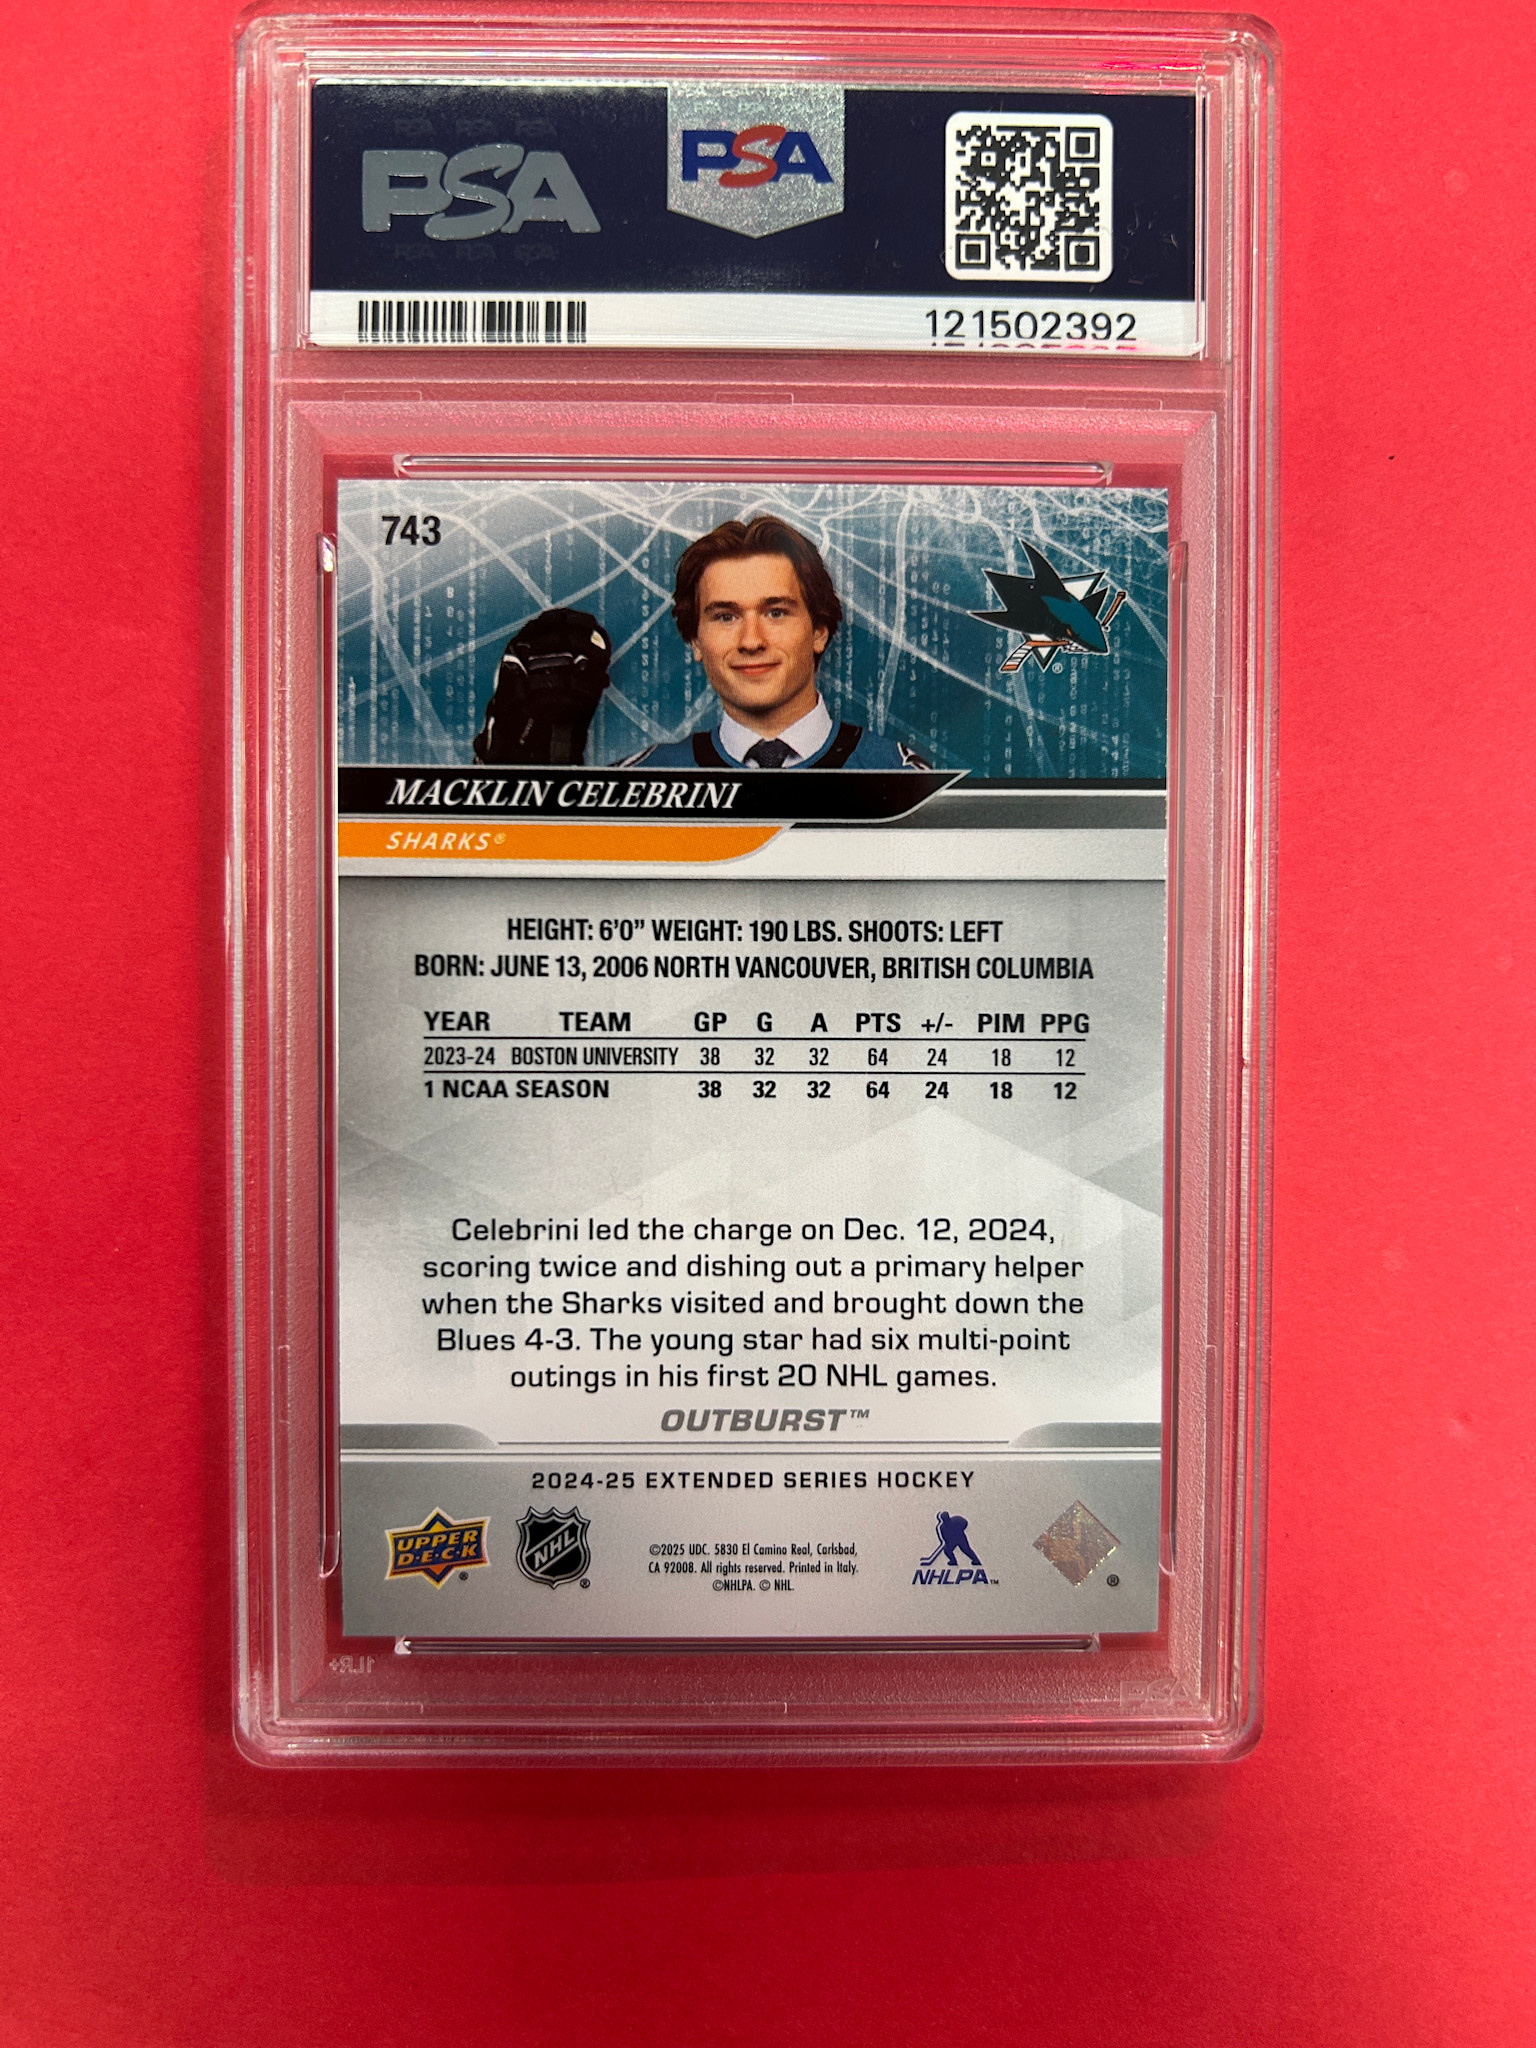 PSA
PSA
121502392
743
MACKLIN CELEBRINI
SHARKS®
HEIGHT: 6'0" WEIGHT: 190 LBS. SHOOTS: LEFT
BORN: JUNE 13, 2006 NORTH VANCOUVER, BRITISH COLUMBIA
YEAR TEAM GP G A PTS +/- PIM PPG
2023-24 BOSTON UNIVERSITY 38 32 32 64 24 18 12
1 NCAA SEASON 38 32 32 64 24 18 12
Celebrini led the charge on Dec. 12, 2024,
scoring twice and dishing out a primary helper
when the Sharks visited and brought down the
Blues 4-3. The young star had six multi-point
outings in his first 20 NHL games.
OUTBURST™
2024-25 EXTENDED SERIES HOCKEY
UPPER
D·E·C·K
®
NHL
®
©2025 UDC. 5830 El Camino Real, Carlsbad,
CA 92008. All rights reserved. Printed in Italy.
©NHLPA. © NHL.
NHLPA™
®
1LR+
PSA